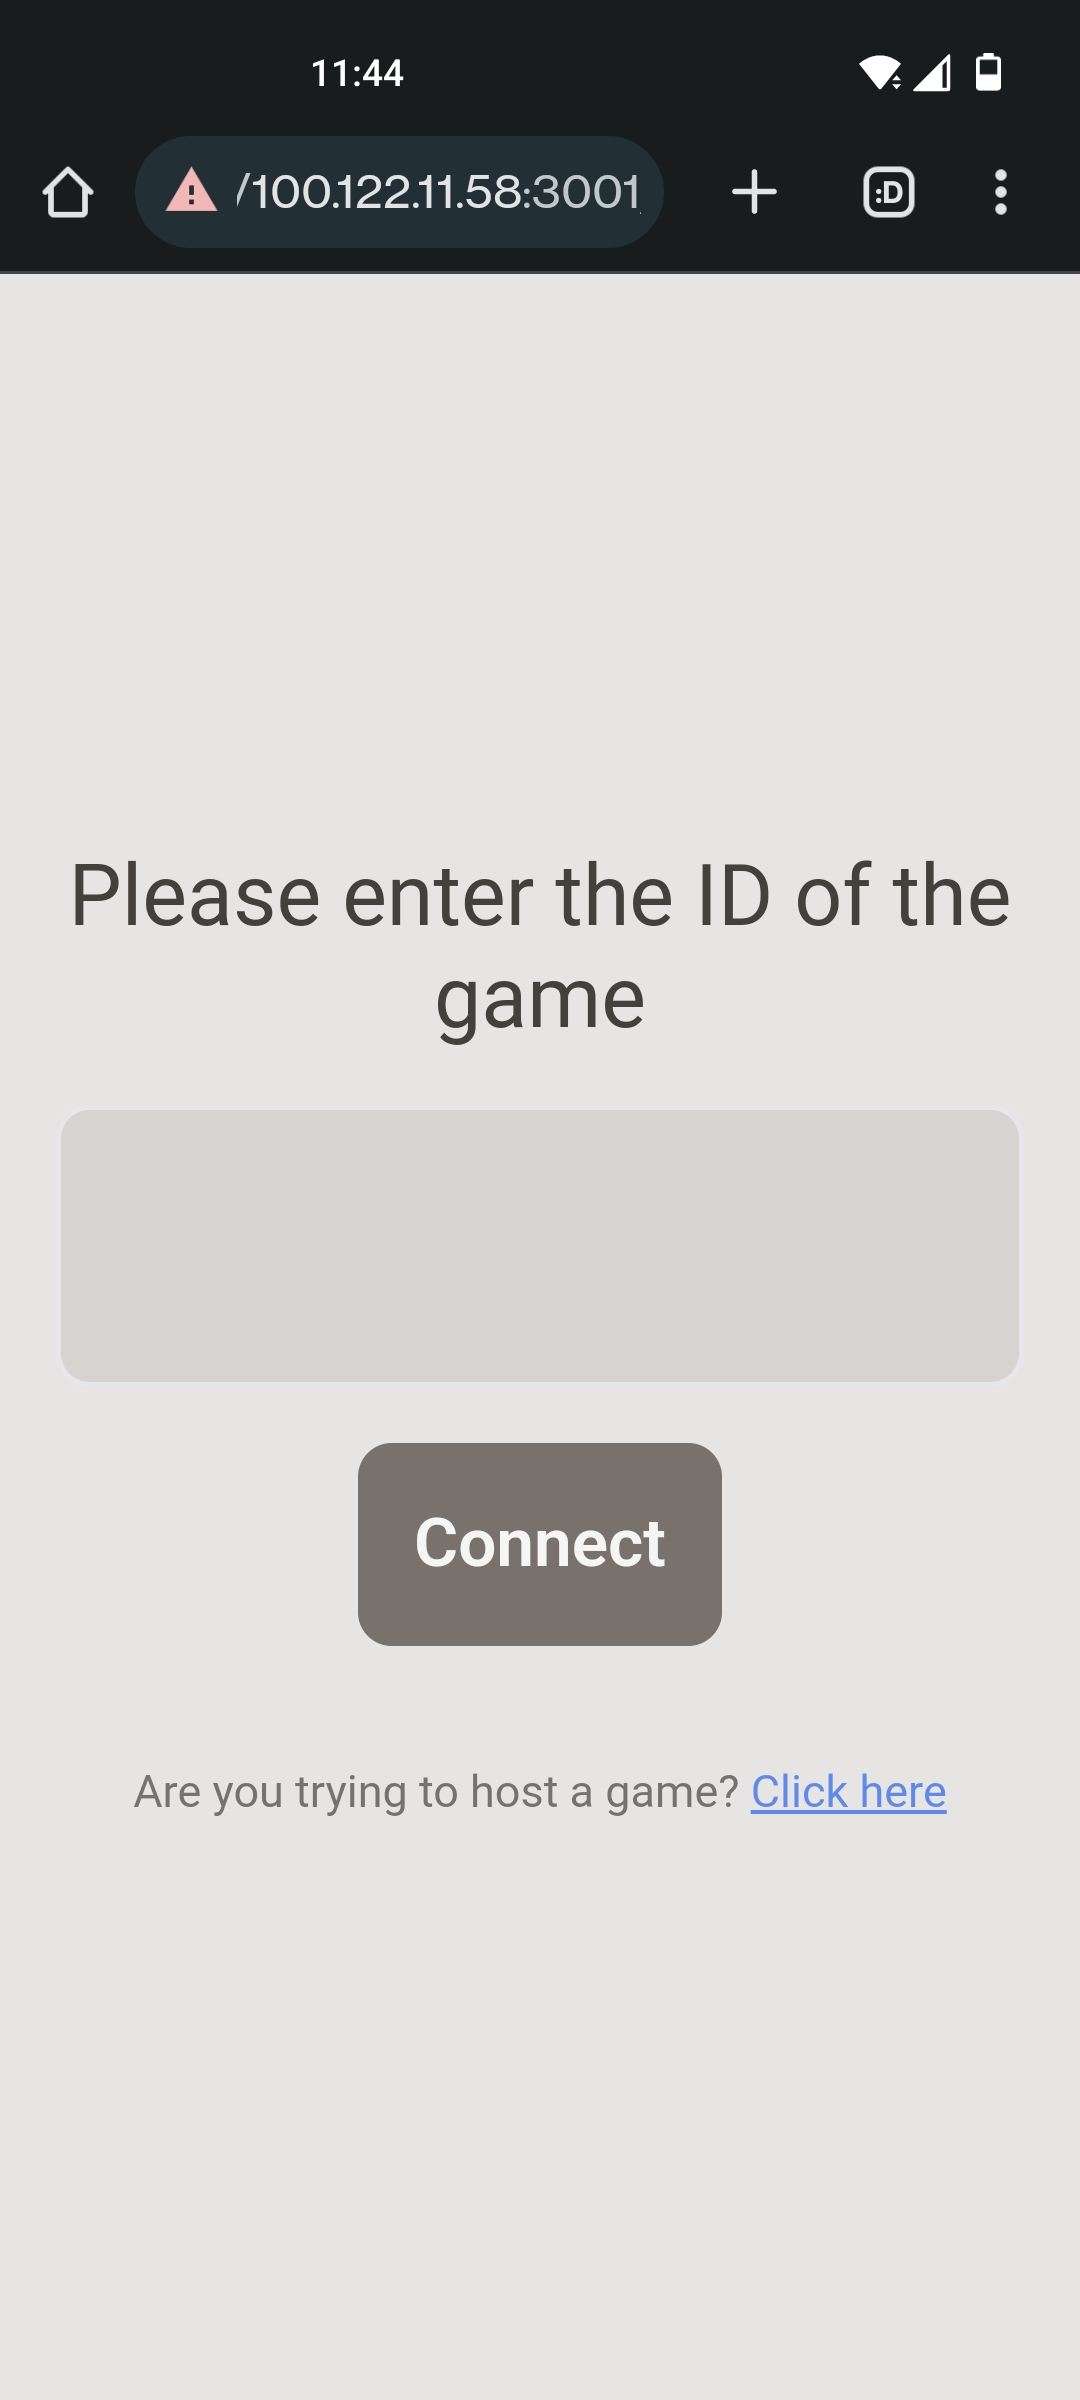 11:44
/100.122.11.58:3001
:D
Please enter the ID of the
game
Connect
Are you trying to host a game? Click here